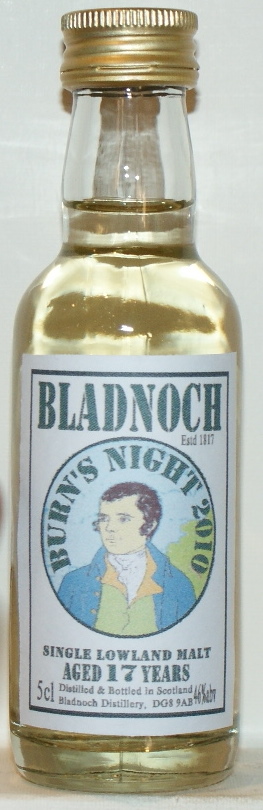 BLADNOCH
Estd 1817
BURN'S NIGHT 2010
SINGLE LOWLAND MALT
AGED 17 YEARS
5cl Distilled & Bottled in Scotland 46%abv
Bladnoch Distillery, DG8 9AB